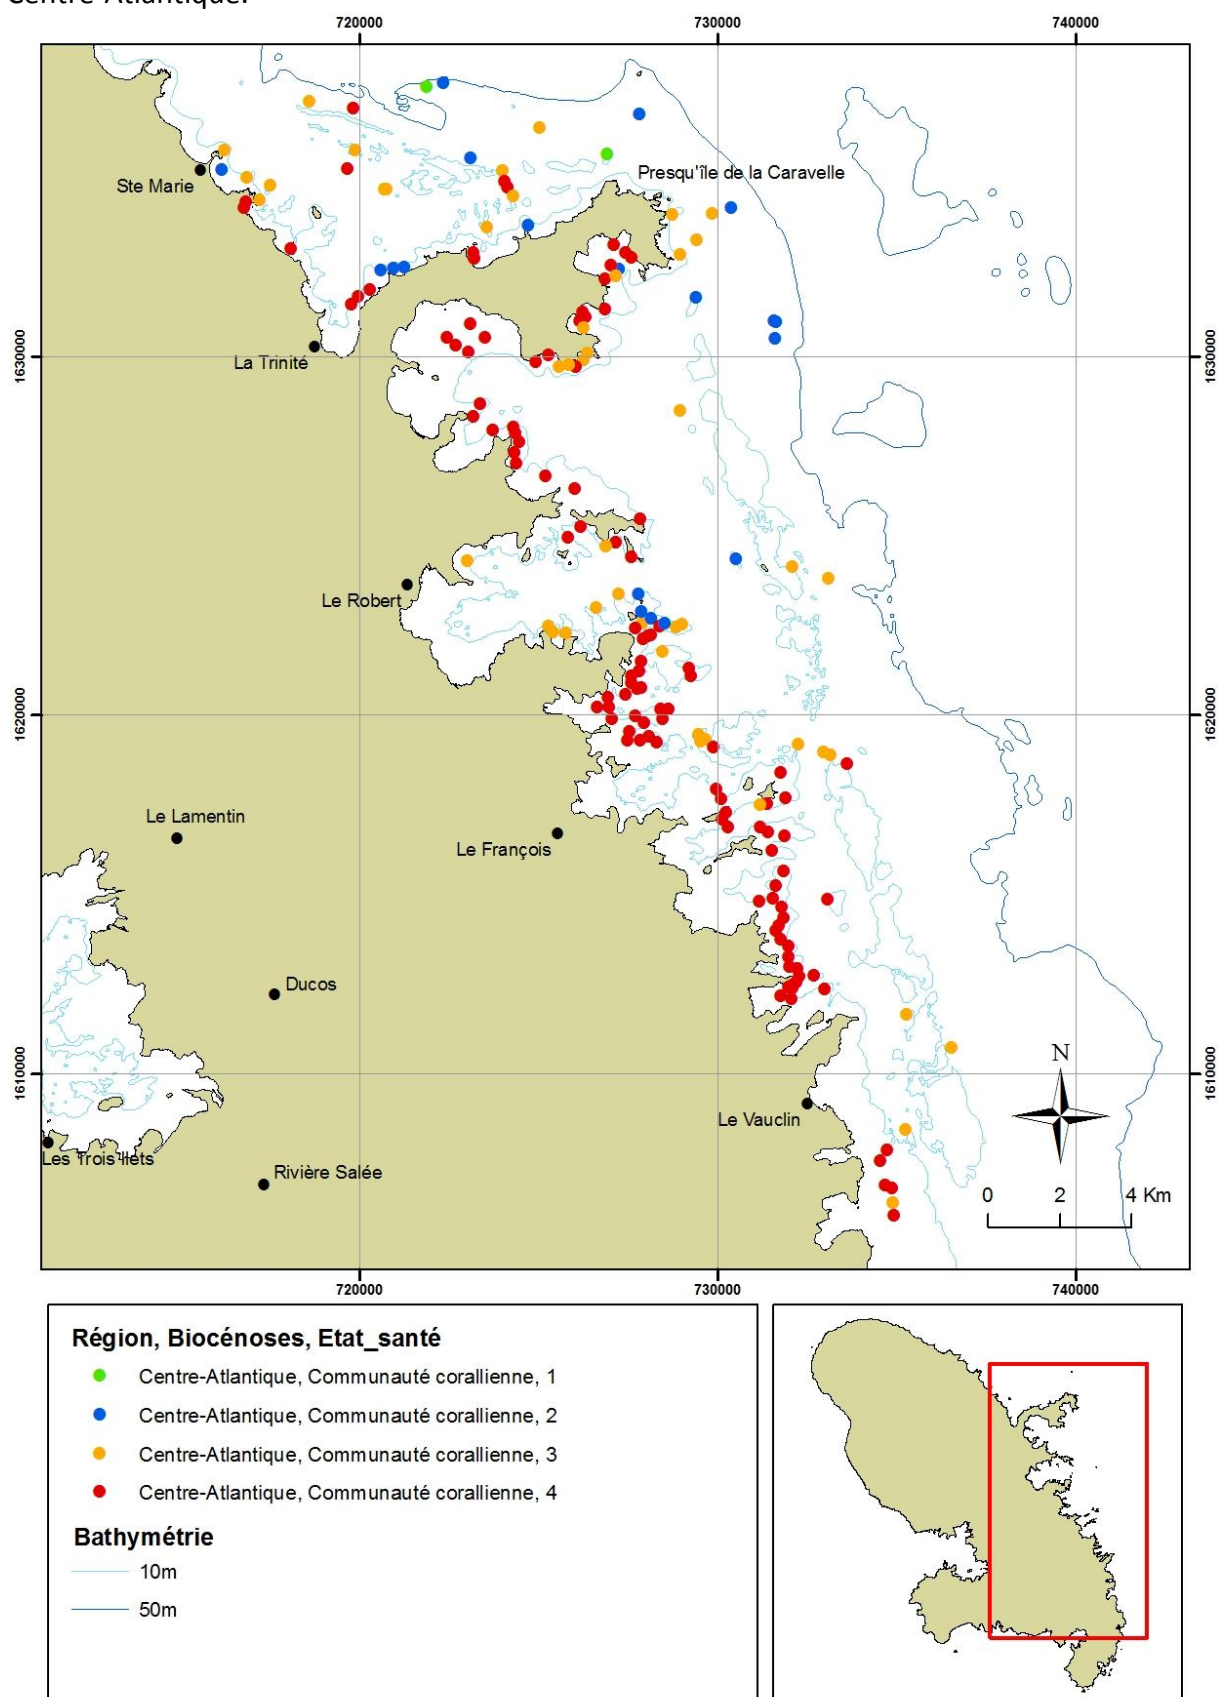 Centre-Atlantique.
720000 730000 740000
Presqu'île de la Caravelle
Ste Marie
La Trinité
1630000 1630000
Le Robert
1620000 1620000
Le Lamentin
Le François
Ducos
1610000 1610000
N
Le Vauclin
Les Trois-Ilets
Rivière Salée
0 2 4 Km
720000 730000 740000
Région, Biocénoses, Etat_santé
Centre-Atlantique, Communauté corallienne, 1
Centre-Atlantique, Communauté corallienne, 2
Centre-Atlantique, Communauté corallienne, 3
Centre-Atlantique, Communauté corallienne, 4
Bathymétrie
10m
50m